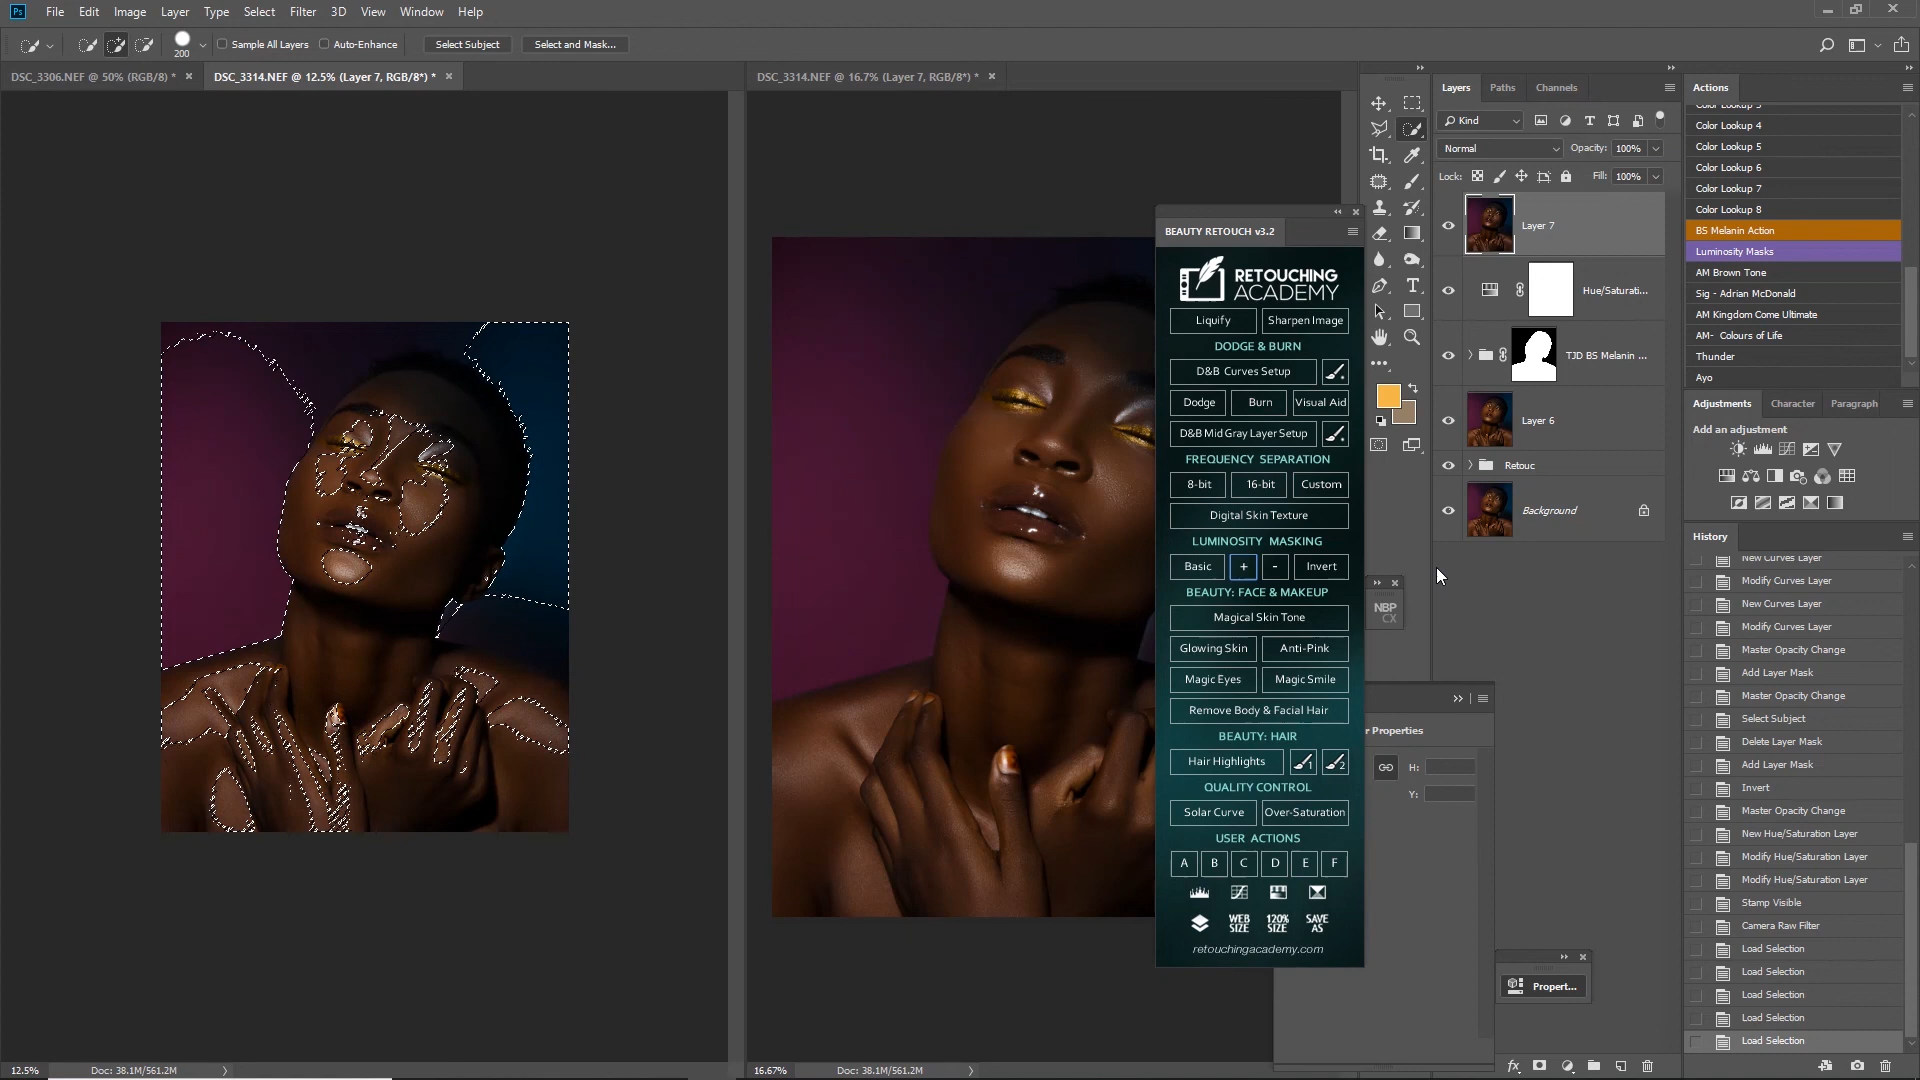 Ps File Edit Image Layer Type Select Filter 3D View Window Help
200 Sample All Layers Auto-Enhance Select Subject Select and Mask...
DSC_3306.NEF @ 50% (RGB/8) * × DSC_3314.NEF @ 12.5% (Layer 7, RGB/8*) * ×
DSC_3314.NEF @ 16.7% (Layer 7, RGB/8*) * ×
BEAUTY RETOUCH v3.2
RETOUCHING
ACADEMY
Liquify Sharpen Image
DODGE & BURN
D&B Curves Setup
Dodge Burn Visual Aid
D&B Mid Gray Layer Setup
FREQUENCY SEPARATION
8-bit 16-bit Custom
Digital Skin Texture
LUMINOSITY MASKING
Basic + - Invert
BEAUTY: FACE & MAKEUP
Magical Skin Tone
Glowing Skin Anti-Pink
Magic Eyes Magic Smile
Remove Body & Facial Hair
BEAUTY: HAIR
Hair Highlights 1 2
QUALITY CONTROL
Solar Curve Over-Saturation
USER ACTIONS
A B C D E F
WEB SIZE 120% SIZE SAVE AS
retouchingacademy.com
NBP
CX
r Properties
H:
Y:
Propert...
Layers Paths Channels
Kind
Normal Opacity: 100%
Lock: Fill: 100%
Layer 7
Hue/Saturati...
TJD BS Melanin ...
Layer 6
Retouc
Background
fx
Actions
Color Lookup 3
Color Lookup 4
Color Lookup 5
Color Lookup 6
Color Lookup 7
Color Lookup 8
BS Melanin Action
Luminosity Masks
AM Brown Tone
Sig - Adrian McDonald
AM Kingdom Come Ultimate
AM- Colours of Life
Thunder
Ayo
Adjustments Character Paragraph
Add an adjustment
History
New Curves Layer
Modify Curves Layer
New Curves Layer
Modify Curves Layer
Master Opacity Change
Add Layer Mask
Master Opacity Change
Select Subject
Delete Layer Mask
Add Layer Mask
Invert
Master Opacity Change
New Hue/Saturation Layer
Modify Hue/Saturation Layer
Modify Hue/Saturation Layer
Stamp Visible
Camera Raw Filter
Load Selection
Load Selection
Load Selection
Load Selection
Load Selection
12.5% Doc: 38.1M/561.2M
16.67% Doc: 38.1M/561.2M